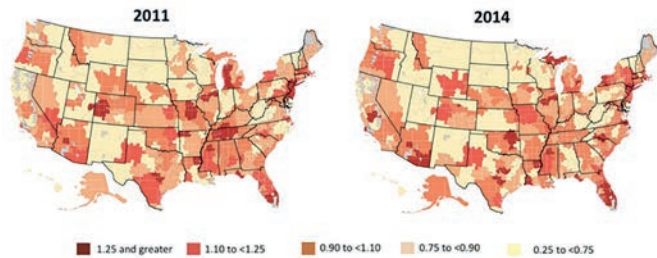 2011
2014
1.25 and greater
1.10 to <1.25
0.90 to <1.10
0.75 to <0.90
0.25 to <0.75